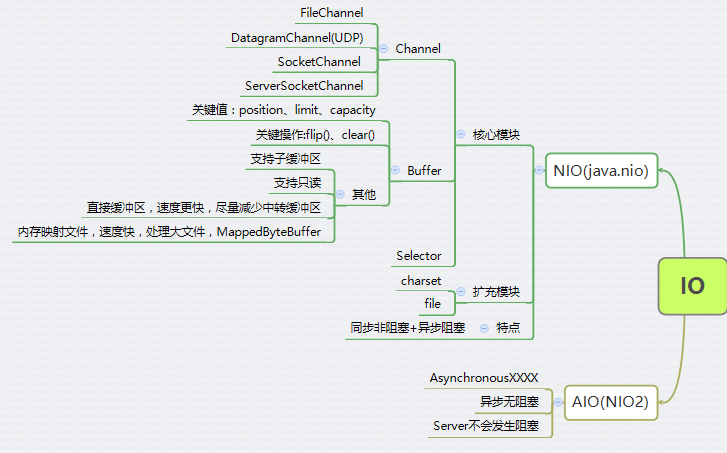 FileChannel
DatagramChannel(UDP)
SocketChannel
ServerSocketChannel
Channel
关键值：position、limit、capacity
关键操作:flip()、clear()
支持子缓冲区
支持只读
直接缓冲区，速度更快，尽量减少中转缓冲区
内存映射文件，速度快，处理大文件，MappedByteBuffer
其他
Buffer
Selector
核心模块
charset
file
扩充模块
同步非阻塞+异步阻塞
特点
NIO(java.nio)
IO
AsynchronousXXXX
异步无阻塞
Server不会发生阻塞
AIO(NIO2)